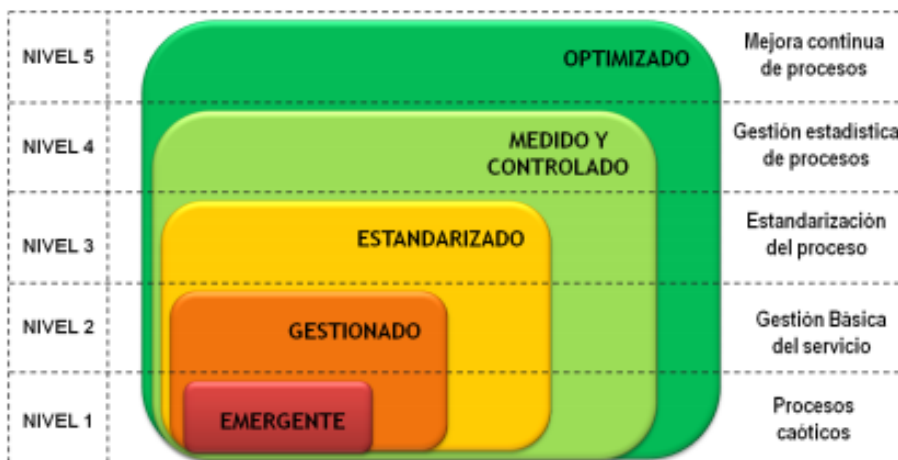 NIVEL 5
OPTIMIZADO
Mejora continua
de procesos
NIVEL 4
MEDIDO Y
CONTROLADO
Gestión estadística
de procesos
NIVEL 3
ESTANDARIZADO
Estandarización
del proceso
NIVEL 2
GESTIONADO
Gestión Básica
del servicio
NIVEL 1
EMERGENTE
Procesos
caóticos